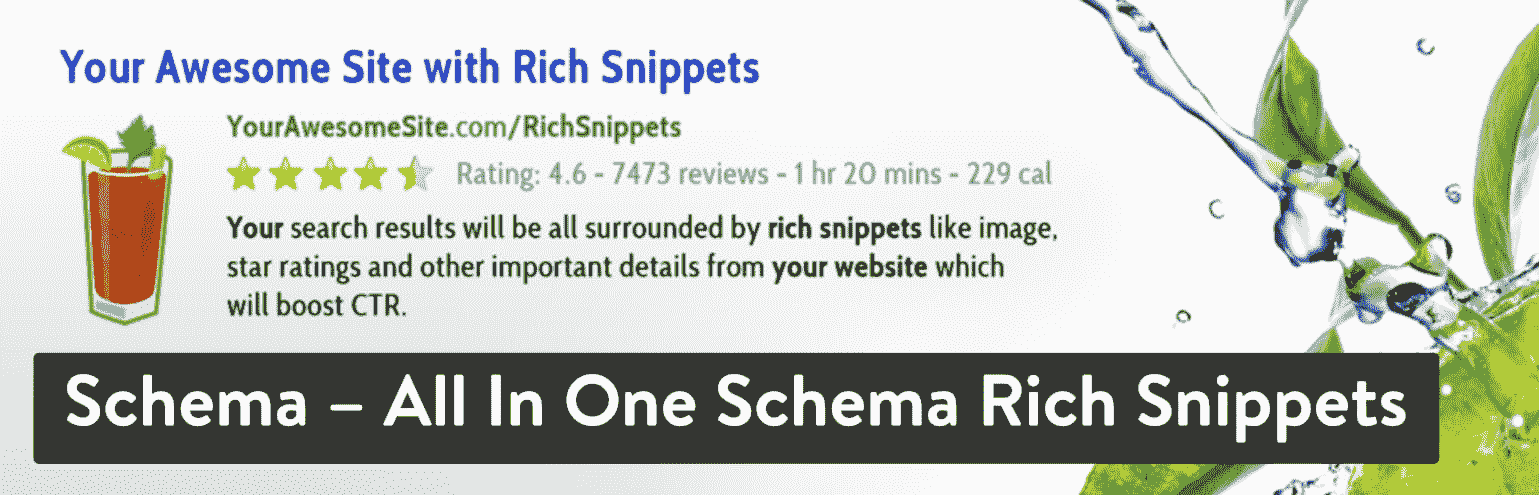 Your Awesome Site with Rich Snippets
YourAwesomeSite.com/RichSnippets
Rating: 4.6 - 7473 reviews - 1 hr 20 mins - 229 cal
Your search results will be all surrounded by rich snippets like image,
star ratings and other important details from your website which
will boost CTR.
Schema – All In One Schema Rich Snippets